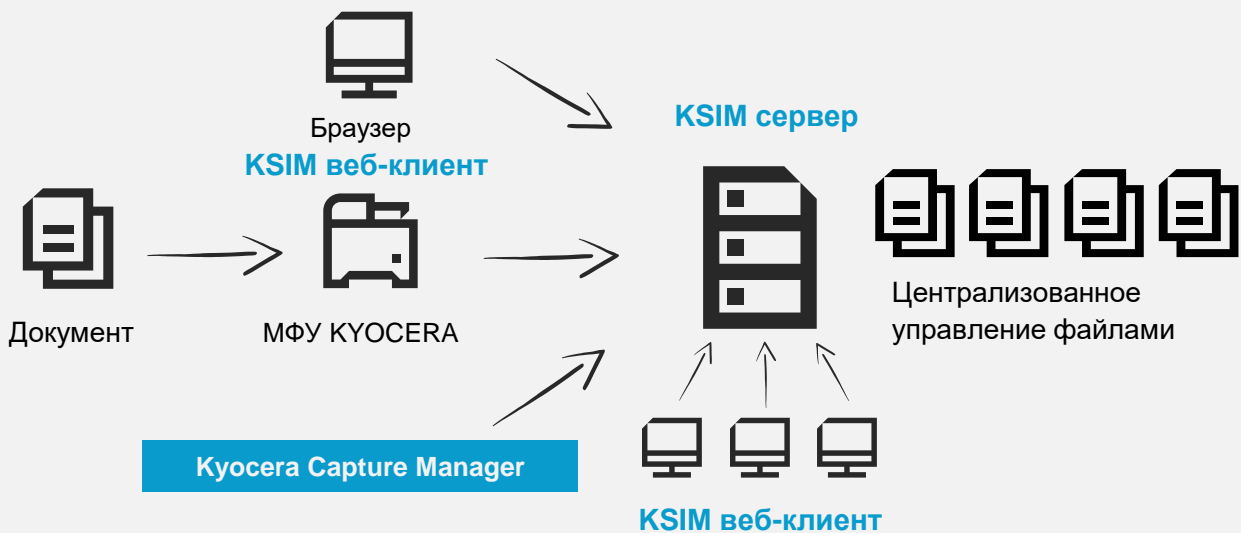 Браузер
KSIM веб-клиент
KSIM сервер
Документ
МФУ KYOCERA
Централизованное
управление файлами
Kyocera Capture Manager
KSIM веб-клиент